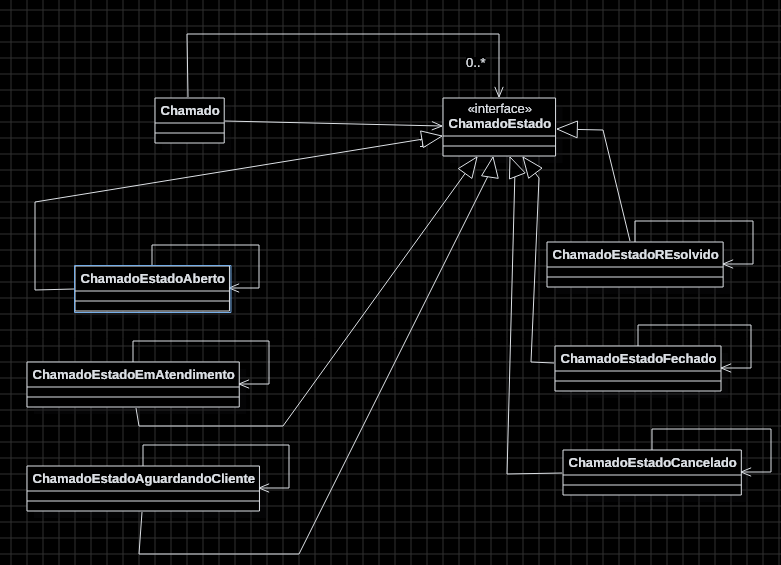 0..*
Chamado
«interface»
ChamadoEstado
ChamadoEstadoREsolvido
ChamadoEstadoAberto
ChamadoEstadoFechado
ChamadoEstadoEmAtendimento
ChamadoEstadoCancelado
ChamadoEstadoAguardandoCliente